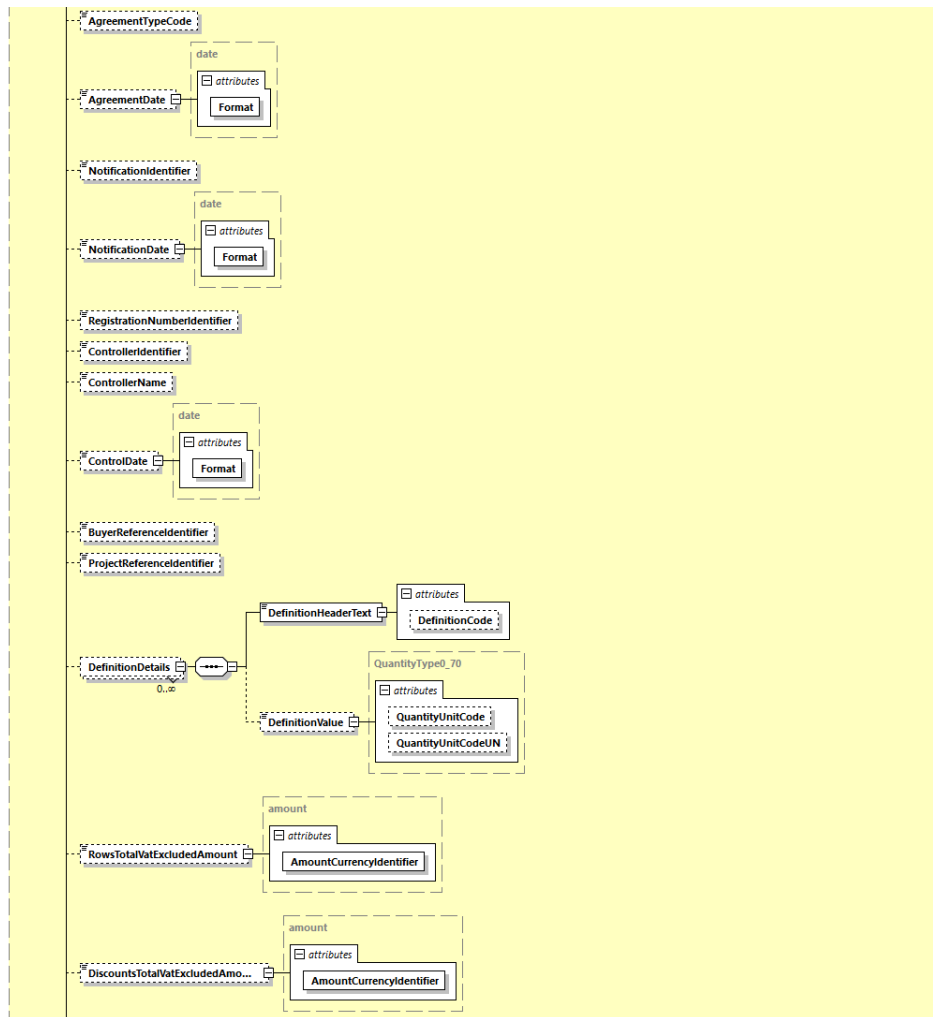 AgreementTypeCode
date
attributes
AgreementDate
Format
NotificationIdentifier
date
attributes
NotificationDate
Format
RegistrationNumberIdentifier
ControllerIdentifier
ControllerName
date
attributes
ControlDate
Format
BuyerReferenceIdentifier
ProjectReferenceIdentifier
attributes
DefinitionHeaderText
DefinitionCode
DefinitionDetails
0..∞
QuantityType0_70
attributes
QuantityUnitCode
DefinitionValue
QuantityUnitCodeUN
amount
attributes
RowsTotalVatExcludedAmount
AmountCurrencyIdentifier
amount
attributes
DiscountsTotalVatExcludedAmo...
AmountCurrencyIdentifier